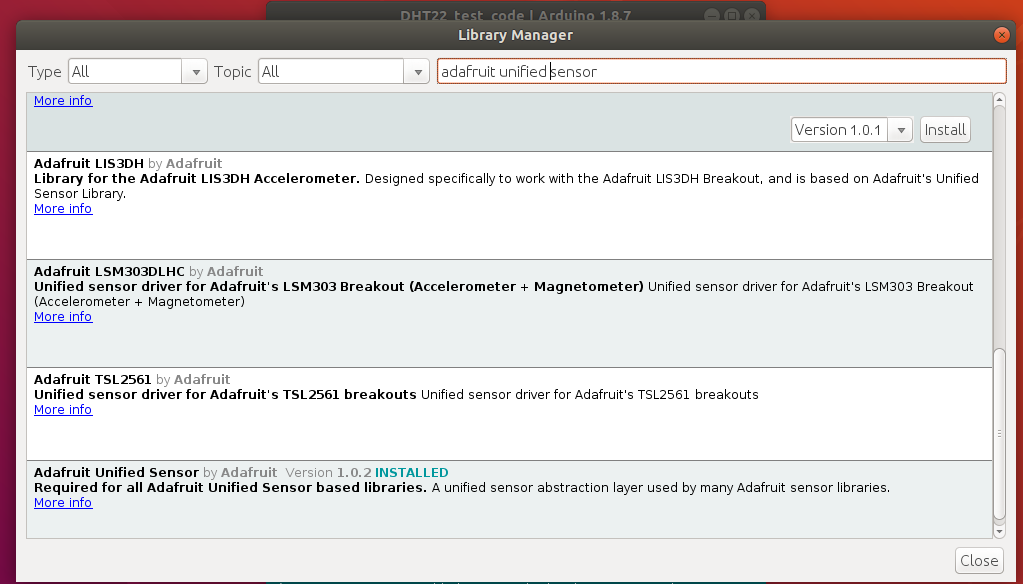 DHT22_test_code | Arduino 1.8.7
Library Manager
Type All Topic All adafruit unified sensor
More info
Version 1.0.1 Install
Adafruit LIS3DH by Adafruit
Library for the Adafruit LIS3DH Accelerometer. Designed specifically to work with the Adafruit LIS3DH Breakout, and is based on Adafruit's Unified
Sensor Library.
More info
Adafruit LSM303DLHC by Adafruit
Unified sensor driver for Adafruit's LSM303 Breakout (Accelerometer + Magnetometer) Unified sensor driver for Adafruit's LSM303 Breakout
(Accelerometer + Magnetometer)
More info
Adafruit TSL2561 by Adafruit
Unified sensor driver for Adafruit's TSL2561 breakouts Unified sensor driver for Adafruit's TSL2561 breakouts
More info
Adafruit Unified Sensor by Adafruit Version 1.0.2 INSTALLED
Required for all Adafruit Unified Sensor based libraries. A unified sensor abstraction layer used by many Adafruit sensor libraries.
More info
Close